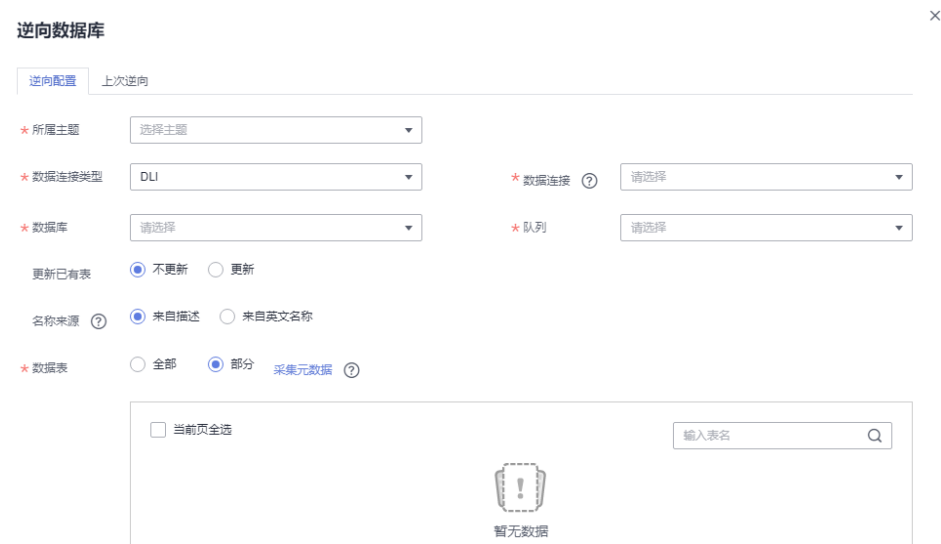 逆向数据库
逆向配置 上次逆向
* 所属主题 选择主题
* 数据连接类型 DLI * 数据连接 ? 请选择
* 数据库 请选择 * 队列 请选择
更新已有表 不更新 更新
名称来源 ? 来自描述 来自英文名称
* 数据表 全部 部分 采集元数据 ?
当前页全选 输入表名
暂无数据